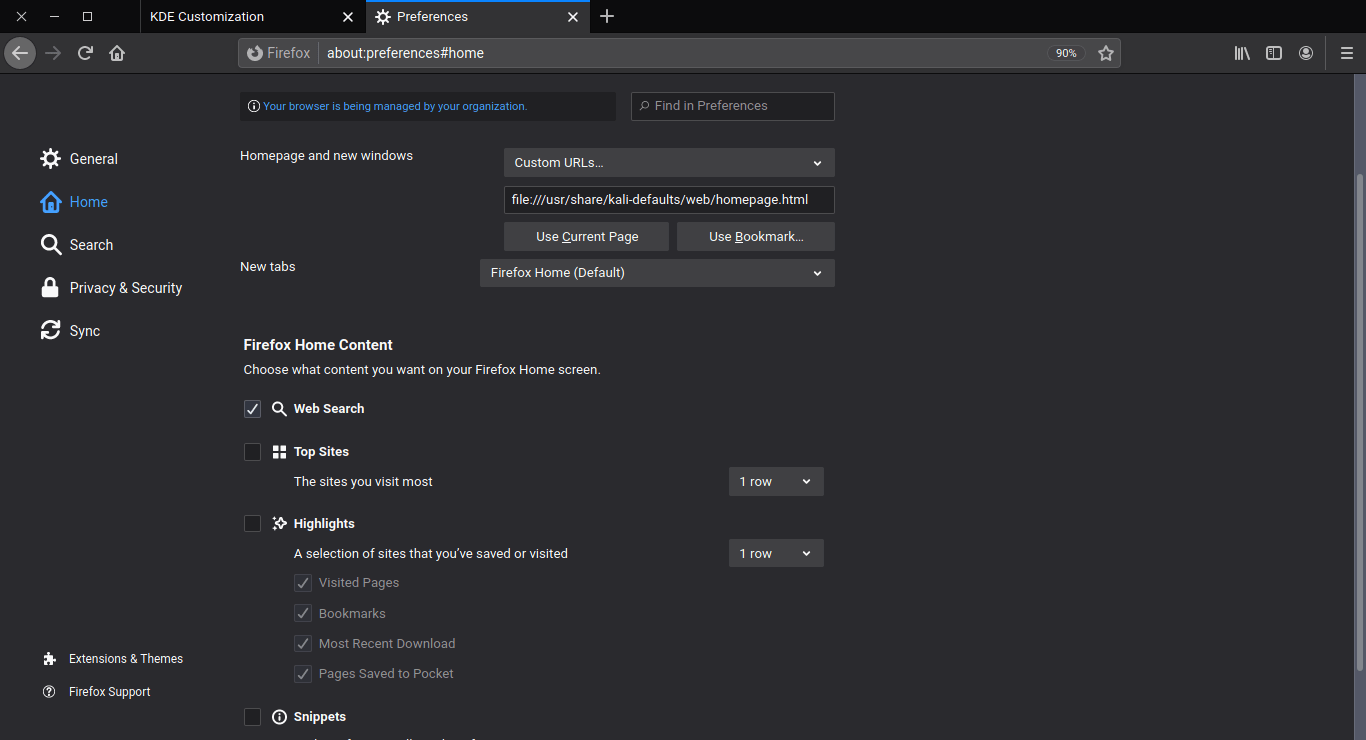 KDE Customization
Preferences
Firefox
about:preferences#home
90%
Your browser is being managed by your organization.
Find in Preferences
General
Home
Search
Privacy & Security
Sync
Extensions & Themes
Firefox Support
Homepage and new windows
Custom URLs...
file:///usr/share/kali-defaults/web/homepage.html
Use Current Page
Use Bookmark...
New tabs
Firefox Home (Default)
Firefox Home Content
Choose what content you want on your Firefox Home screen.
Web Search
Top Sites
The sites you visit most
1 row
Highlights
A selection of sites that you've saved or visited
1 row
Visited Pages
Bookmarks
Most Recent Download
Pages Saved to Pocket
Snippets